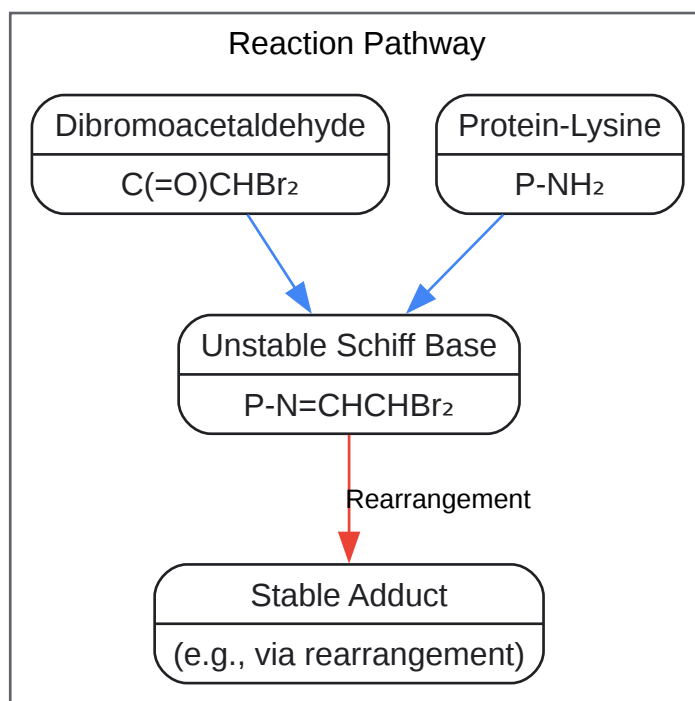 Reaction Pathway
Dibromoacetaldehyde
C(=O)CHBr₂
Protein-Lysine
P-NH₂
Unstable Schiff Base
P-N=CHCHBr₂
Rearrangement
Stable Adduct
(e.g., via rearrangement)